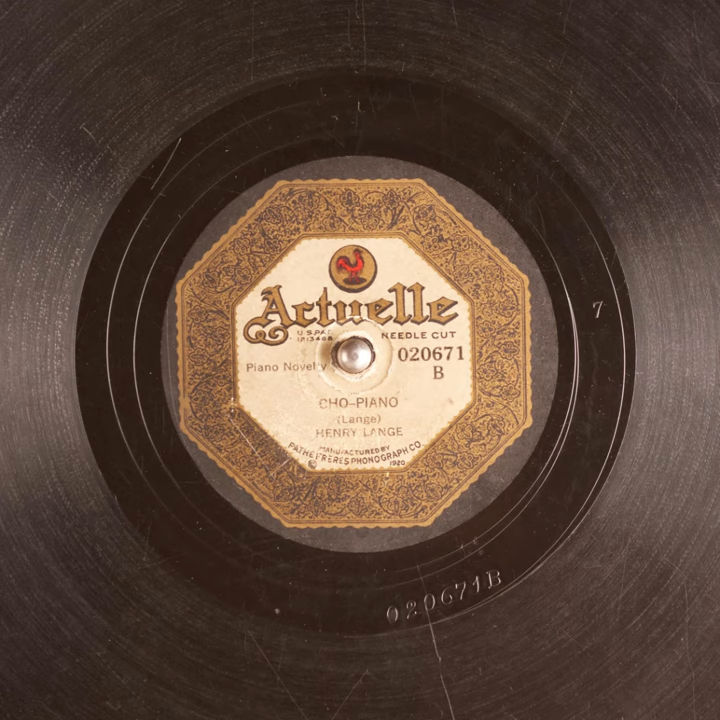 Actuelle
U.S.PAT.
1213488 NEEDLE CUT
020671
Piano Novelty
B
CHO-PIANO
(Lange)
HENRY LANGE
MANUFACTURED BY
PATHE FRERES PHONOGRAPH CO.
© 1920
7
020671B